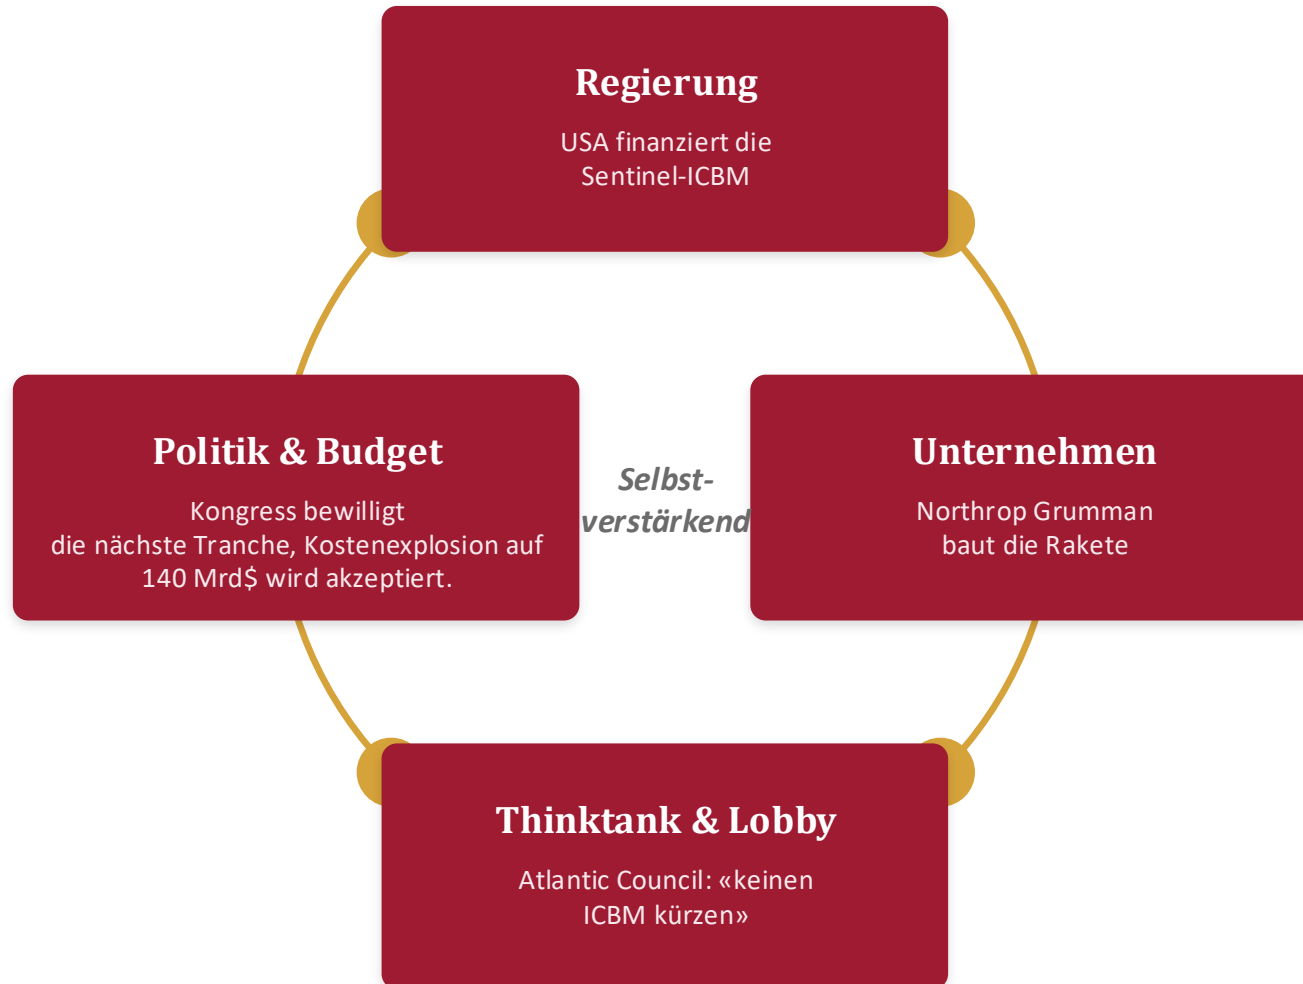 Regierung
USA finanziert die
Sentinel-ICBM
Politik & Budget
Kongress bewilligt
die nächste Tranche, Kostenexplosion auf
140 Mrd$ wird akzeptiert.
Selbst-
verstärkend
Unternehmen
Northrop Grumman
baut die Rakete
Thinktank & Lobby
Atlantic Council: «keinen
ICBM kürzen»